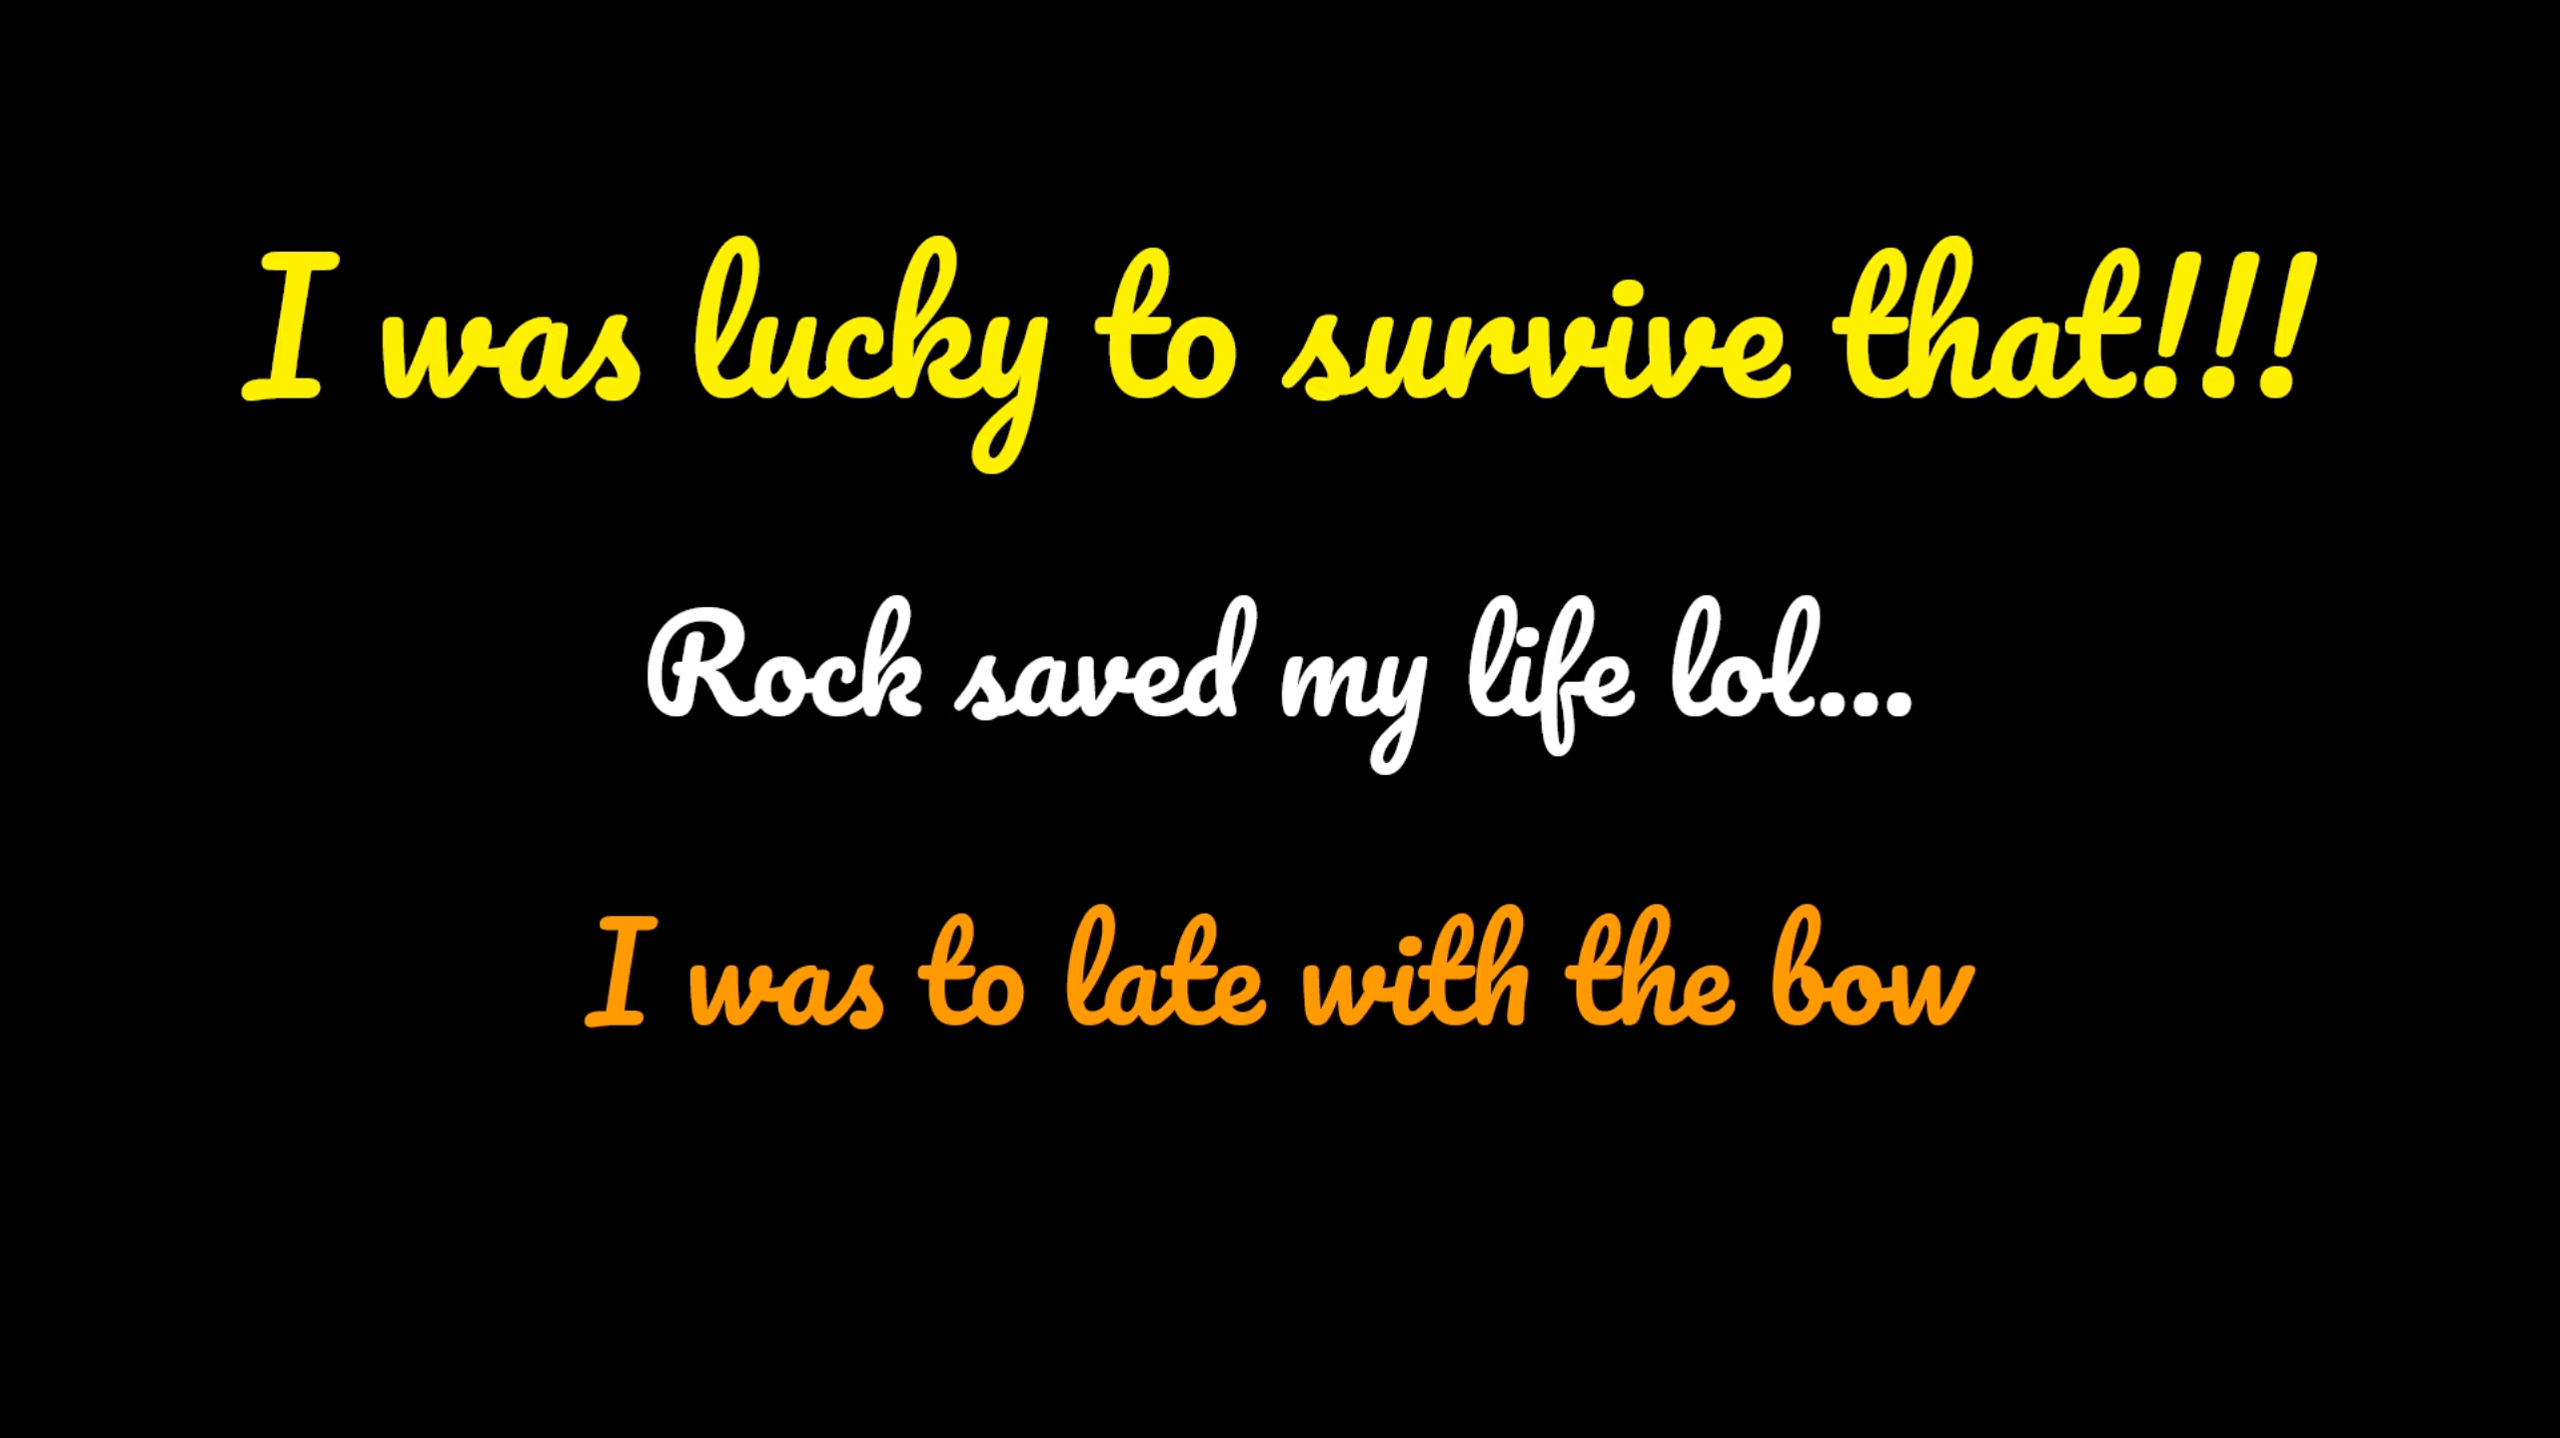 I was lucky to survive that!!!
Rock saved my life lol...
I was to late with the bow